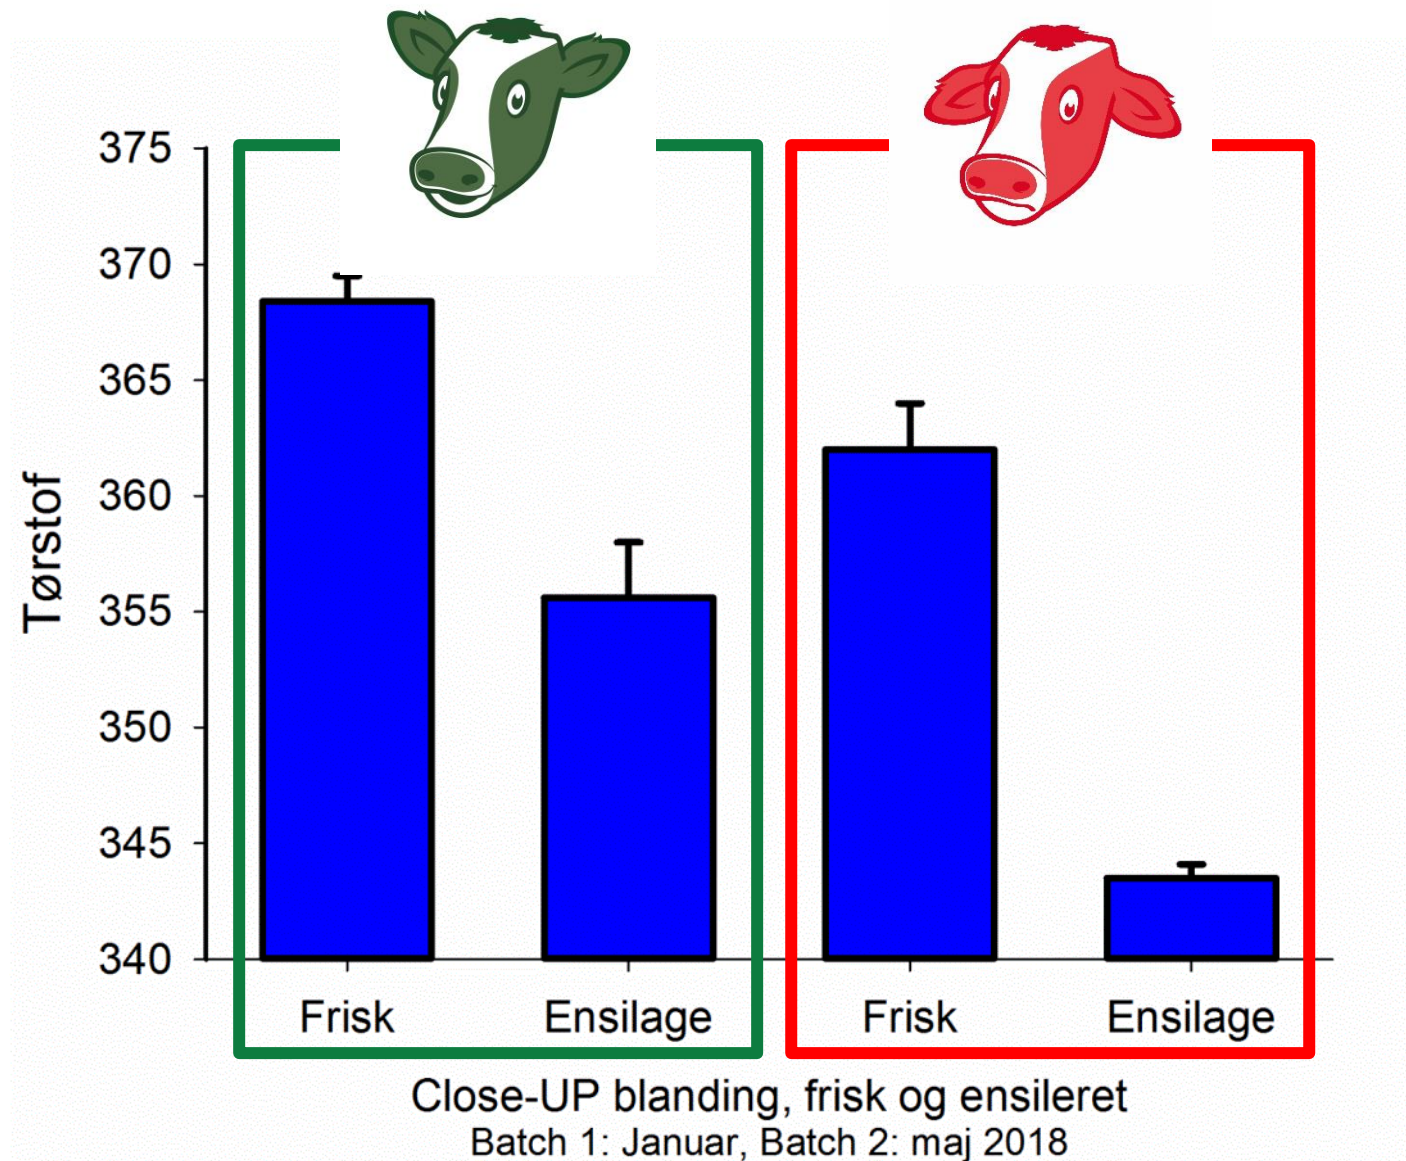 375
370
365
360
355
350
345
340
Tørstof
Frisk
Ensilage
Frisk
Ensilage
Close-UP blanding, frisk og ensileret
Batch 1: Januar, Batch 2: maj 2018